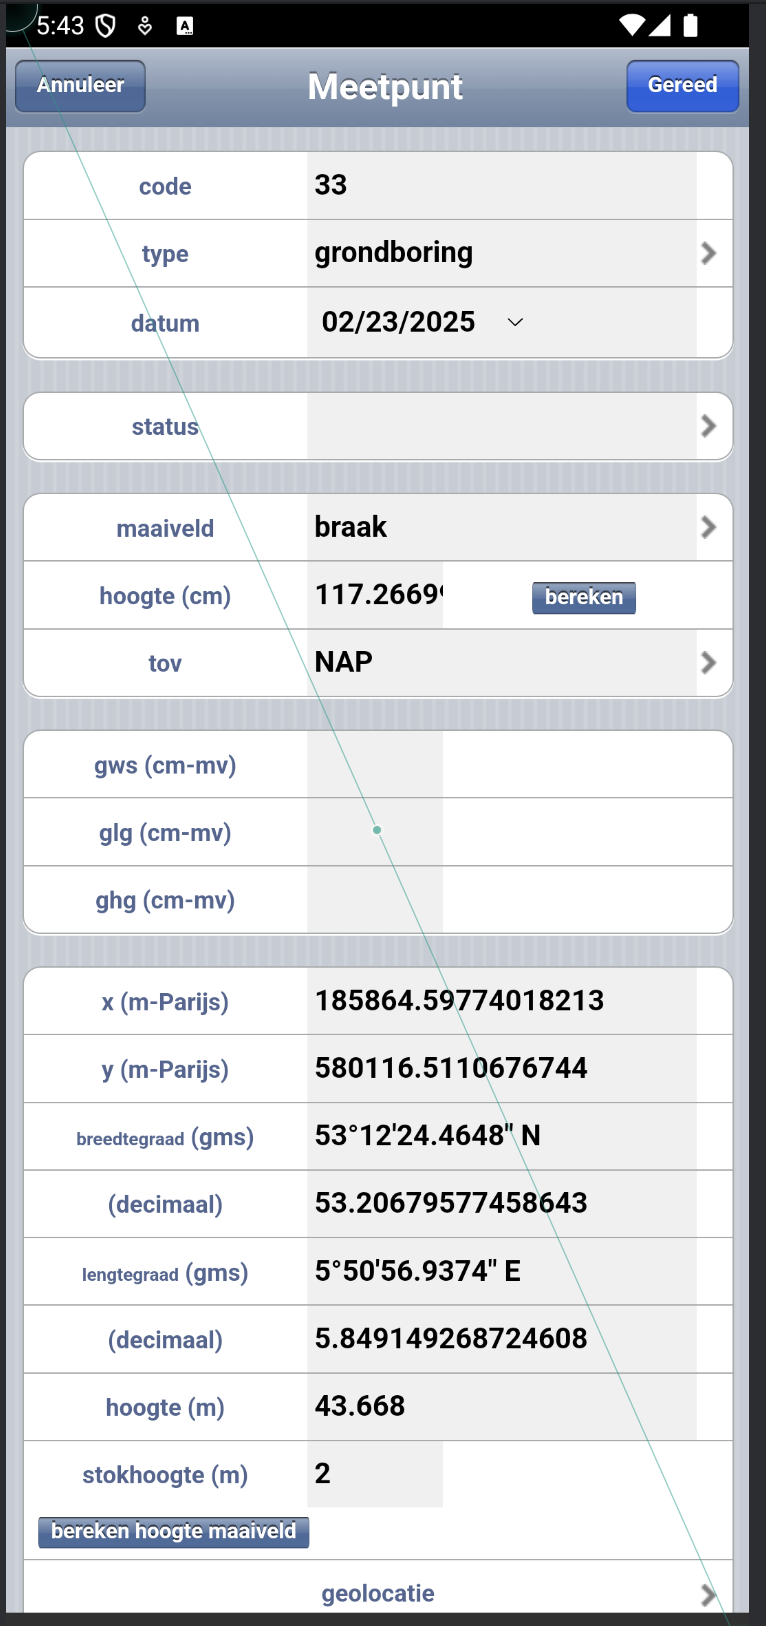 5:43
Annuleer Meetpunt Gereed
code 33
type grondboring
datum 02/23/2025
status
maaiveld braak
hoogte (cm) 117.2669 bereken
tov NAP
gws (cm-mv)
glg (cm-mv)
ghg (cm-mv)
x (m-Parijs) 185864.59774018213
y (m-Parijs) 580116.5110676744
breedtegraad (gms) 53°12'24.4648" N
(decimaal) 53.20679577458643
lengtegraad (gms) 5°50'56.9374" E
(decimaal) 5.849149268724608
hoogte (m) 43.668
stokhoogte (m) 2
bereken hoogte maaiveld
geolocatie